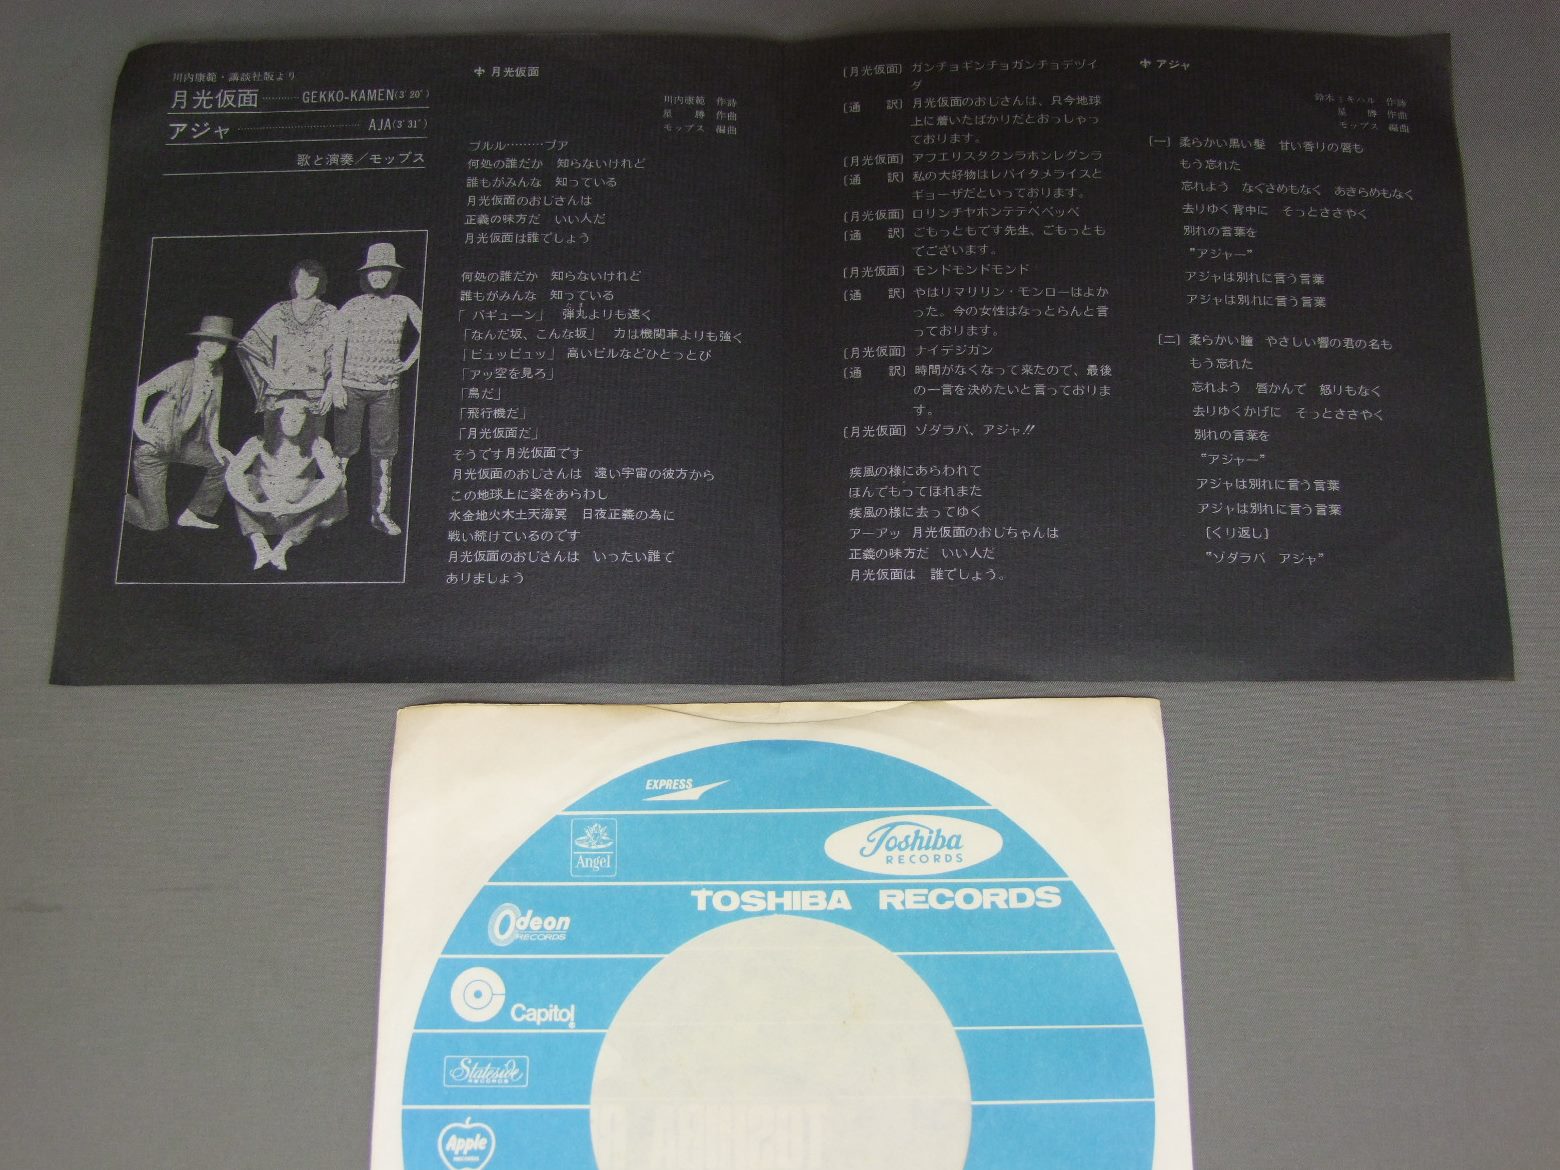 川内康範・講談社版より
月光仮面………GEKKO-KAMEN(3′20″)
アジャ…………………………AJA(3′31″)
歌と演奏／モップス
月光仮面
川内康範 作詩
星 勝 作曲
モップス 編曲
ブルル………ブァ
何処の誰だか 知らないけれど
誰もがみんな 知っている
月光仮面のおじさんは
正義の味方だ いい人だ
月光仮面は誰でしょう
何処の誰だか 知らないけれど
誰もがみんな 知っている
「バギューン」 弾丸よりも速く
「なんだ坂、こんな坂」 力は機関車よりも強く
「ビュッビュッ」 高いビルなどひとっとび
「アッ空を見ろ」
「鳥だ」
「飛行機だ」
「月光仮面だ」
そうです月光仮面です
月光仮面のおじさんは 遠い宇宙の彼方から
この地球上に姿をあらわし
水金地火木土天海冥 日夜正義の為に
戦い続けているのです
月光仮面のおじさんは いったい誰で
ありましょう
〔月光仮面〕ガンチョギンチョガンチョデヅイ
ダ
〔通 訳〕月光仮面のおじさんは、只今地球
上に着いたばかりだとおっしゃっ
ております。
〔月光仮面〕アフエリスタクンラホンレグンラ
〔通 訳〕私の大好物はレバイタメライスと
ギョーザだといっております。
〔月光仮面〕ロリンチヤホンテテベベッベ
〔通 訳〕ごもっともです先生、ごもっとも
でございます。
〔月光仮面〕モンドモンドモンド
〔通 訳〕やはりマリリン・モンローはよか
った。今の女性はなっとらんと言
っております。
〔月光仮面〕ナイデジガン
〔通 訳〕時間がなくなって来たので、最後
の一言を決めたいと言っておりま
す。
〔月光仮面〕ゾダラバ、アジャ!!
疾風の様にあらわれて
ほんでもってほれまた
疾風の様に去ってゆく
アーアッ 月光仮面のおじちゃんは
正義の味方だ いい人だ
月光仮面は 誰でしょう。
アジャ
鈴木ミキハル 作詩
星 勝 作曲
モップス 編曲
〔一〕柔らかい黒い髪 甘い香りの唇も
もう忘れた
忘れよう なぐさめもなく あきらめもなく
去りゆく背中に そっとささやく
別れの言葉を
"アジャー"
アジャは別れに言う言葉
アジャは別れに言う言葉
〔二〕柔らかい瞳 やさしい響の君の名も
もう忘れた
忘れよう 唇かんで 怒りもなく
去りゆくかげに そっとささやく
別れの言葉を
"アジャー"
アジャは別れに言う言葉
アジャは別れに言う言葉
〔くり返し〕
"ゾダラバ アジャ"
EXPRESS
Angel
Toshiba
RECORDS
TOSHIBA RECORDS
Odeon
RECORDS
Capitol
Stateside
RECORDS
Apple
RECORDS